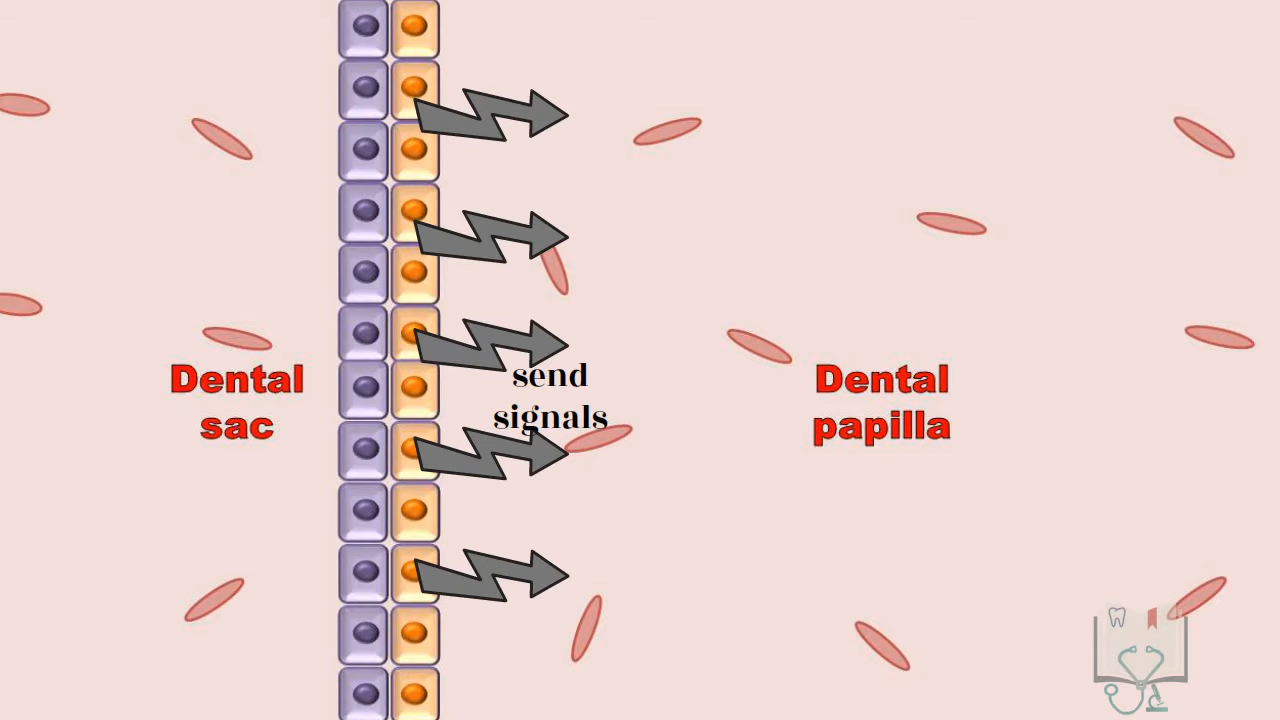 Dental
sac
send
signals
Dental
papilla